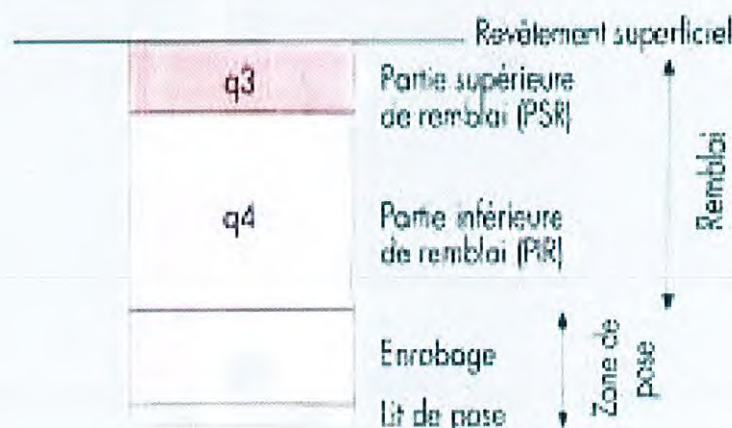 Revêtement superficiel
q3
Partie supérieure
de remblai (PSR)
Remblai
q4
Partie inférieure
de remblai (PIR)
Enrobage
Zone de
pose
Lit de pose